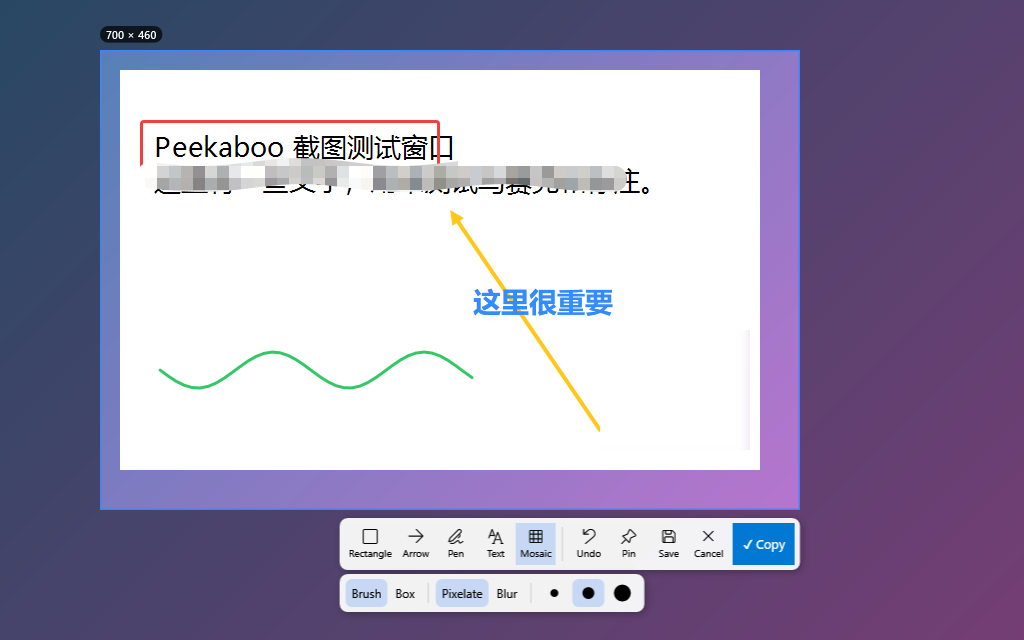 700 × 460
Peekaboo 截图测试窗口
注。
这里很重要
Rectangle Arrow Pen Text Mosaic Undo Pin Save Cancel ✓ Copy
Brush Box Pixelate Blur